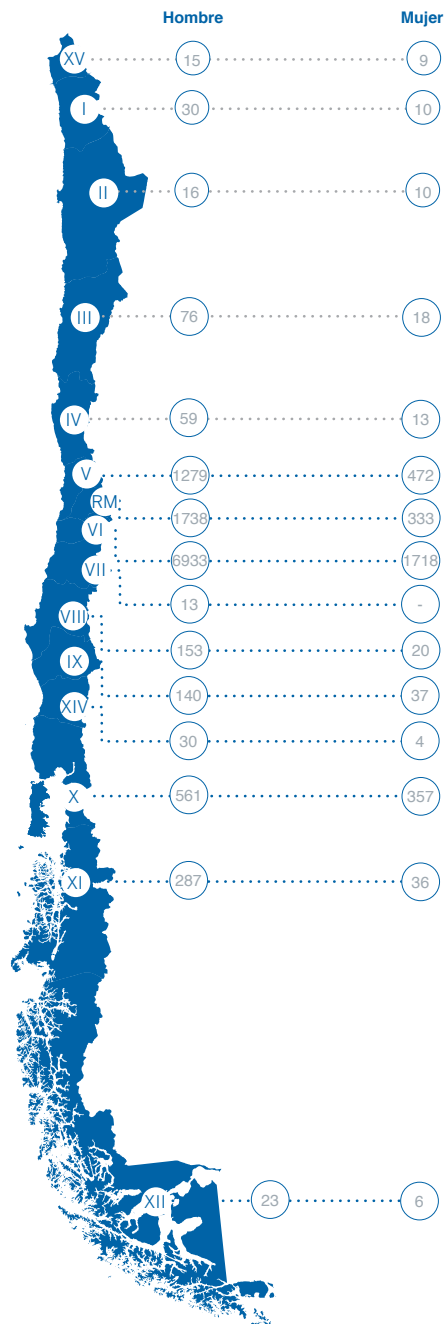 Hombre Mujer
XV 15 9
I 30 10
II 16 10
III 76 18
IV 59 13
V 1279 472
RM 1738 333
VI 6933 1718
VII 13 -
VIII 153 20
IX 140 37
XIV 30 4
X 561 357
XI 287 36
XII 23 6